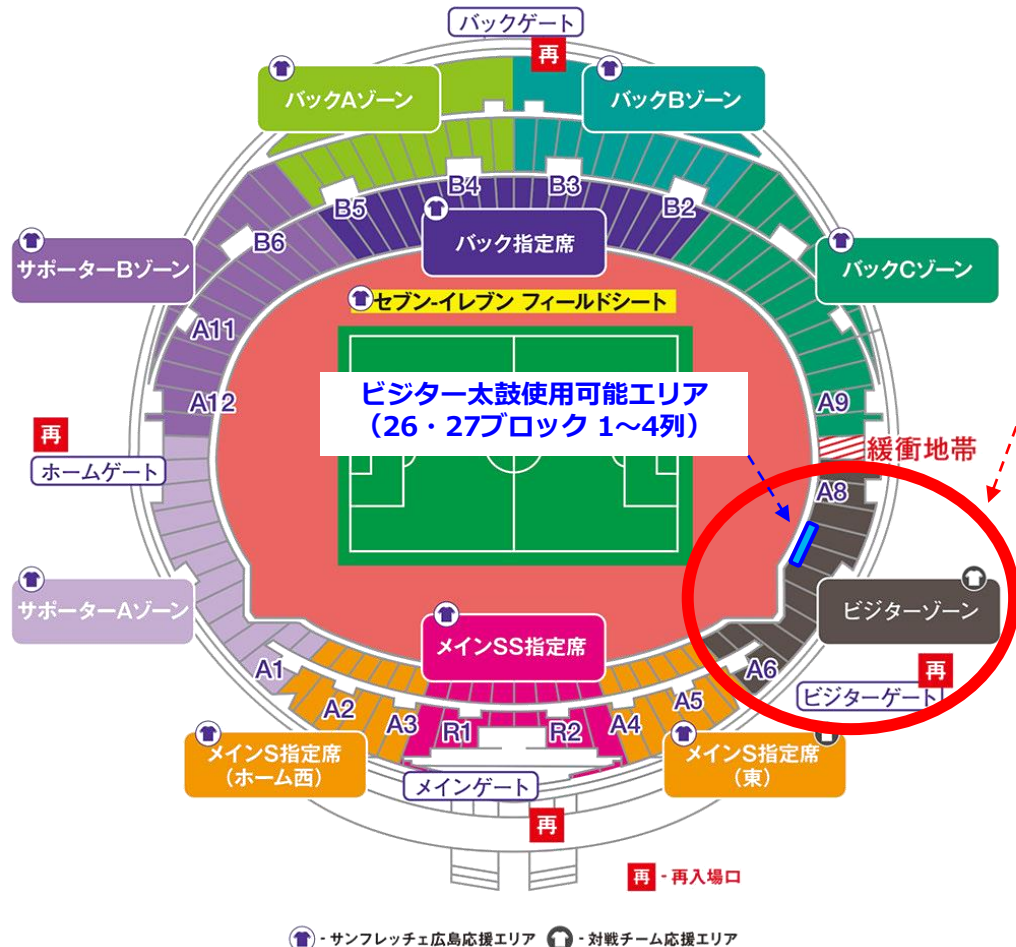 バックゲート
再
バックAゾーン
バックBゾーン
B4
B3
B5
B2
バック指定席
B6
サポーターBゾーン
バックCゾーン
セブン-イレブン フィールドシート
A11
ビジター太鼓使用可能エリア
（26・27ブロック 1～4列）
A12
A9
再
ホームゲート
緩衝地帯
A8
サポーターAゾーン
ビジターゾーン
メインSS指定席
A1
A6
再
ビジターゲート
A2
A5
A3
R1
R2
A4
メインS指定席
（ホーム西）
メインS指定席
（東）
メインゲート
再
再 - 再入場口
- サンフレッチェ広島応援エリア - 対戦チーム応援エリア